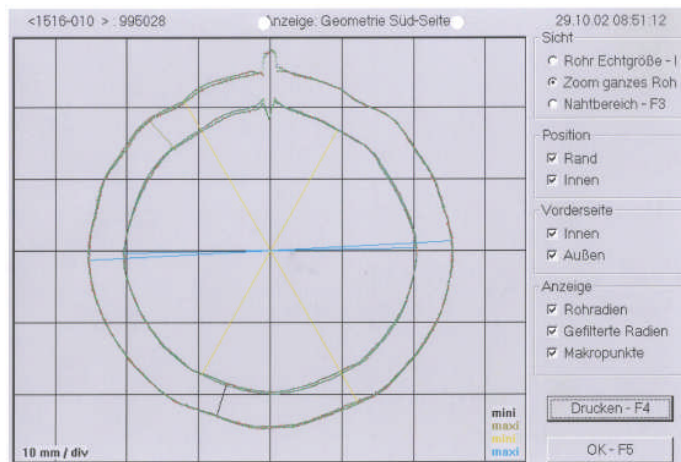 <1516-010 > : 995028
Anzeige: Geometrie Süd-Seite
29.10.02 08:51:12
Sicht
Rohr Echtgröße - I
Zoom ganzes Roh
Nahtbereich - F3
Position
Rand
Innen
Vorderseite
Innen
Außen
Anzeige
Rohradien
Gefilterte Radien
Makropunkte
mini
maxi
mini
maxi
10 mm / div
Drucken - F4
OK - F5